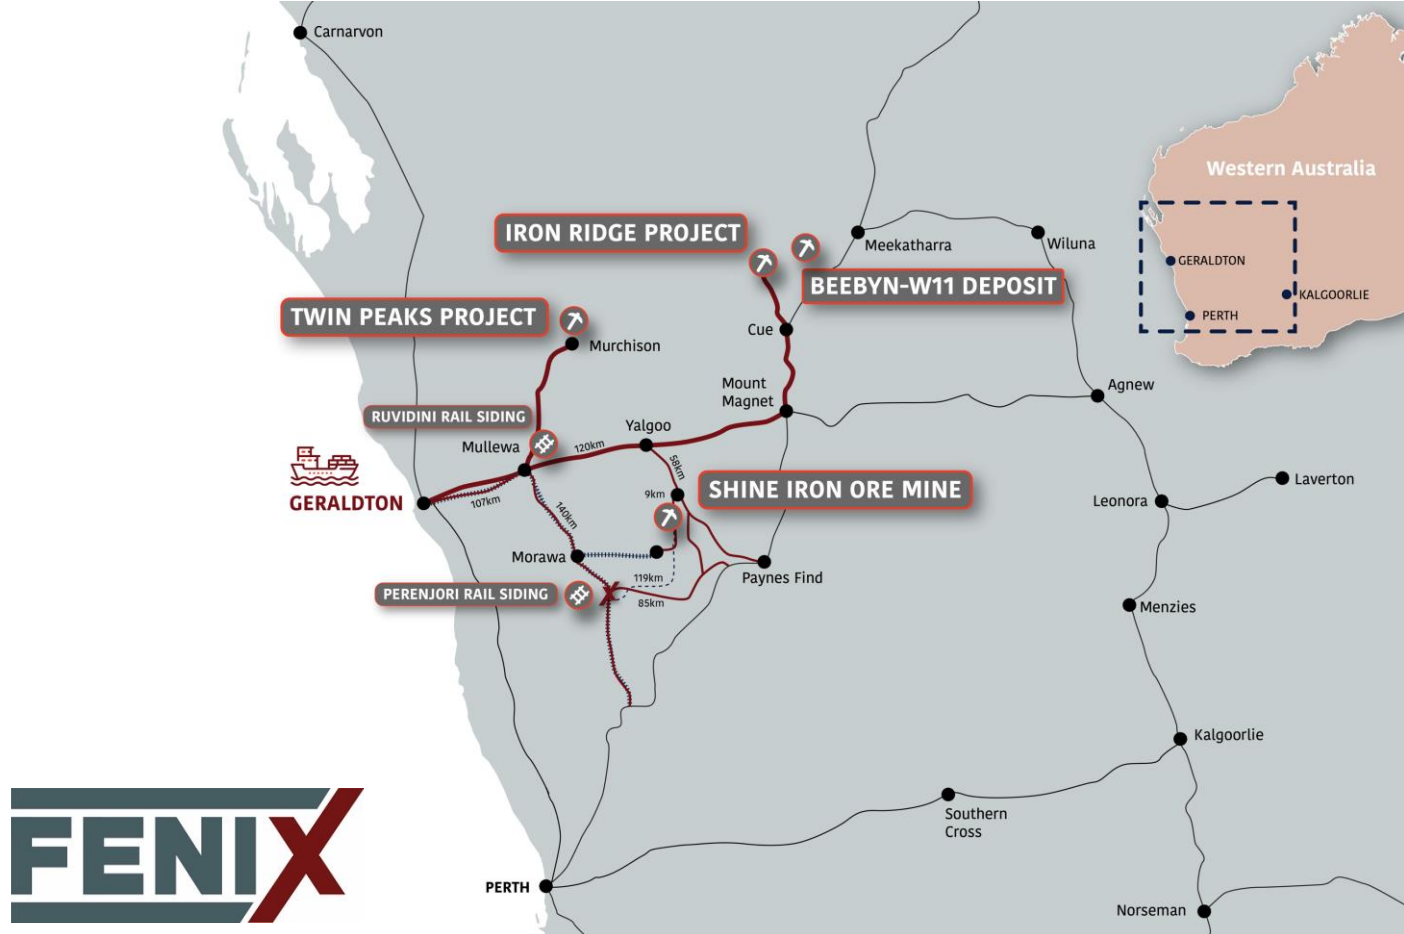 Carnarvon
Western Australia
IRON RIDGE PROJECT
Meekatharra
Wiluna
GERALDTON
BEEBYN-W11 DEPOSIT
KALGOORLIE
TWIN PEAKS PROJECT
PERTH
Cue
Murchison
Mount
Magnet
Agnew
RUVIDINI RAIL SIDING
Yalgoo
Mullewa
120km
58km
GERALDTON
107km
9km
SHINE IRON ORE MINE
Laverton
Leonora
140km
Morawa
119km
Paynes Find
PERENJORI RAIL SIDING
85km
Menzies
Kalgoorlie
FENIX
Southern
Cross
PERTH
Norseman